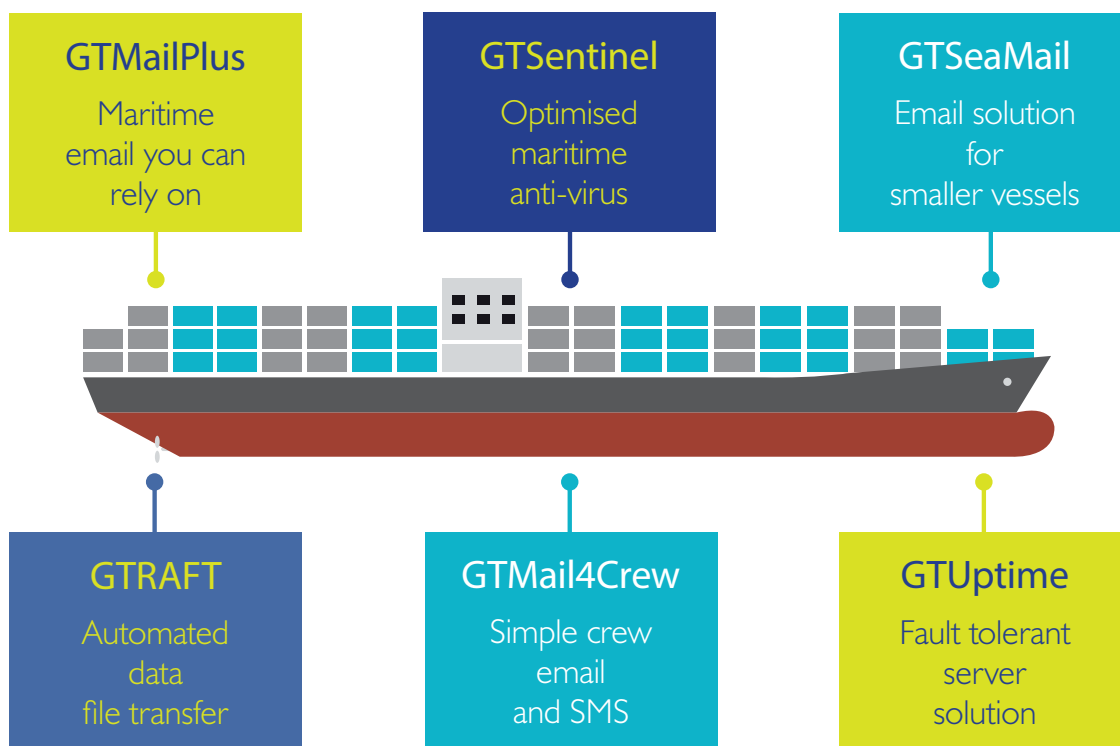 GTMailPlus
Maritime
email you can
rely on
GTSentinel
Optimised
maritime
anti-virus
GTSeaMail
Email solution
for
smaller vessels
GTRAFT
Automated
data
file transfer
GTMail4Crew
Simple crew
email
and SMS
GTUptime
Fault tolerant
server
solution